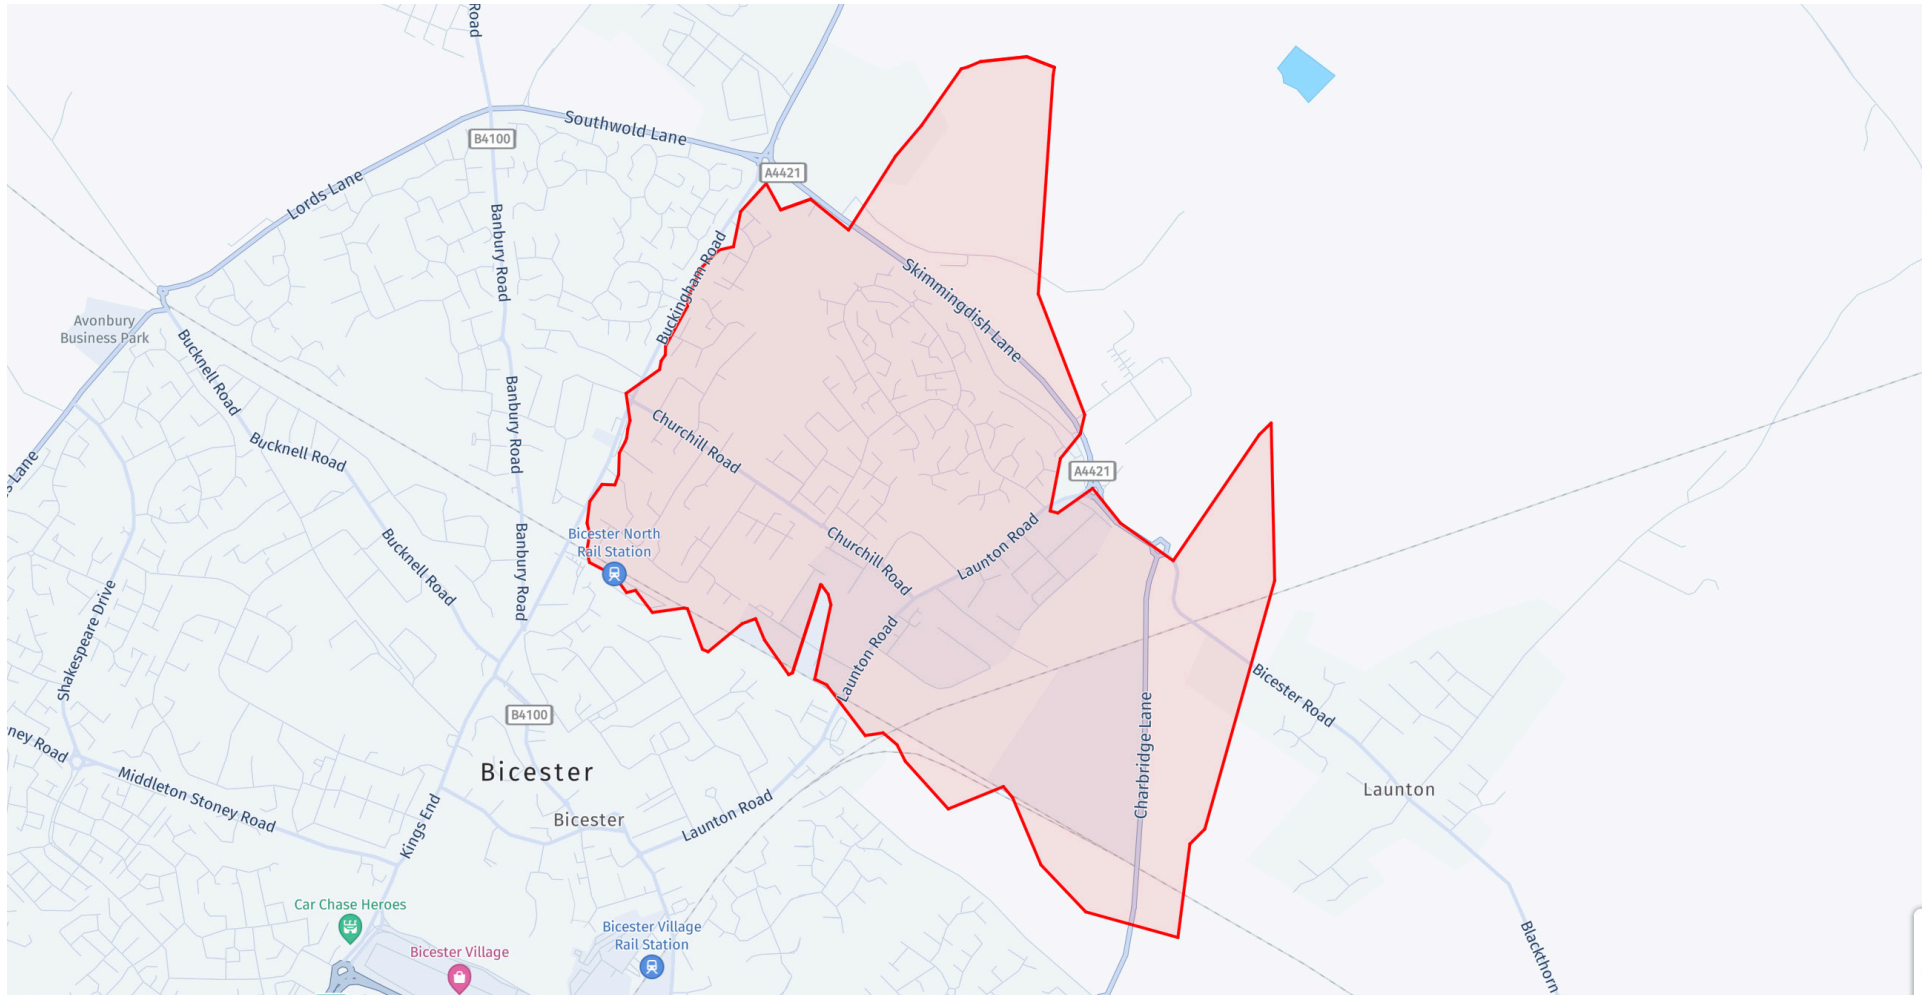 Road
Southwold Lane
B4100
A4421
Lords Lane
Banbury Road
Buckingham Road
Skimmingdish Lane
Avonbury
Business Park
Bucknell Road
Banbury Road
Churchill Road
Bucknell Road
s Lane
A4421
Bicester North
Rail Station
Banbury Road
Bucknell Road
Churchill Road
Launton Road
Shakespeare Drive
Launton Road
Bicester Road
B4100
ney Road
Bicester
Middleton Stoney Road
Charbridge Lane
Launton
Bicester
Launton Road
Kings End
Car Chase Heroes
Bicester Village
Bicester Village
Rail Station
Blackthorn